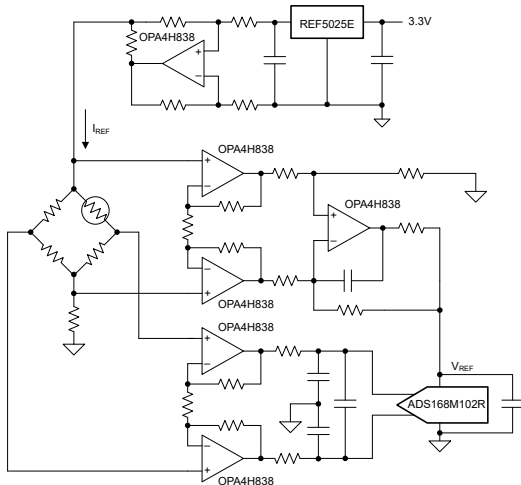 OPA4H838
REF5025E
3.3V
+
−
IREF
OPA4H838
+
−
OPA4H838
+
−
−
+
OPA4H838
OPA4H838
+
−
VREF
ADS168M102R
−
+
OPA4H838